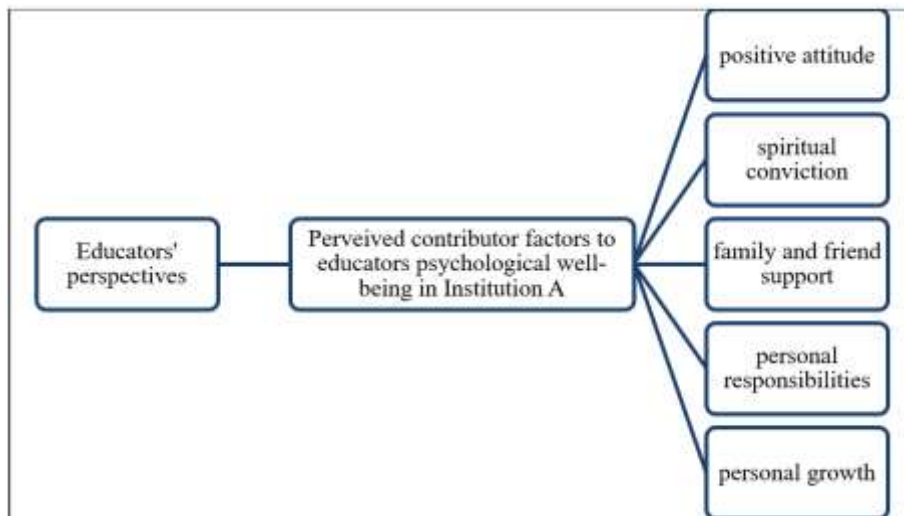 positive attitude
spiritual
conviction
Educators'
perspectives
Perveived contributor factors to
educators psychological well-
being in Institution A
family and friend
support
personal
responsibilities
personal growth